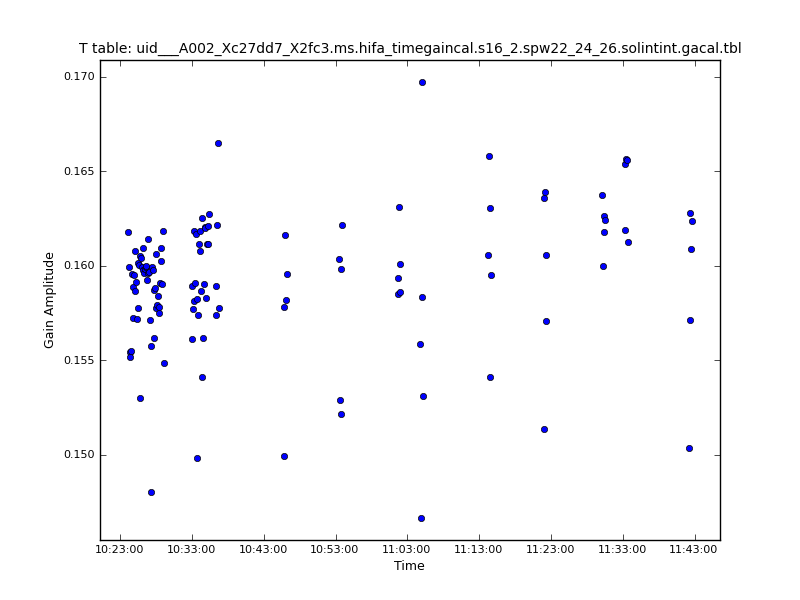 T table: uid___A002_Xc27dd7_X2fc3.ms.hifa_timegaincal.s16_2.spw22_24_26.solintint.gacal.tbl
0.170
0.165
0.160
0.155
0.150
Gain Amplitude
10:23:00 10:33:00 10:43:00 10:53:00 11:03:00 11:13:00 11:23:00 11:33:00 11:43:00
Time